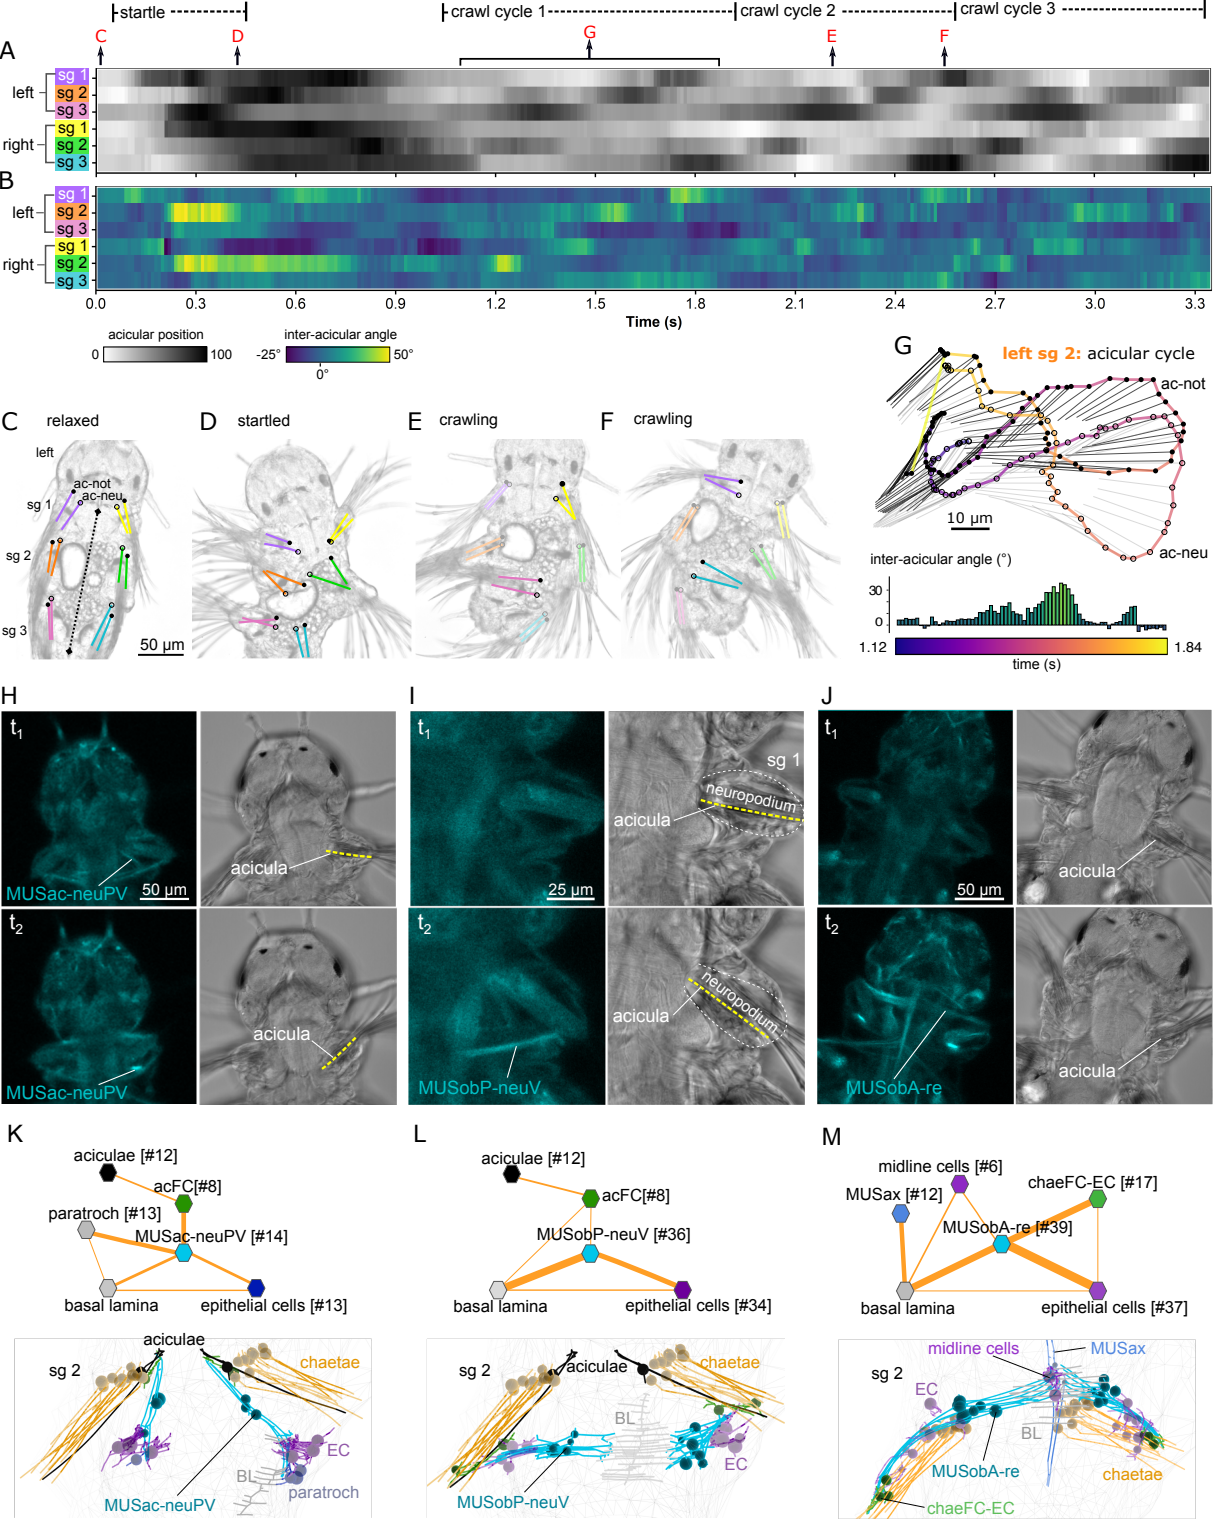 startle
crawl cycle 1
crawl cycle 2
crawl cycle 3
C
D
G
E
F
A
left
sg 1
sg 2
sg 3
right
sg 1
sg 2
sg 3
B
left
sg 1
sg 2
sg 3
right
sg 1
sg 2
sg 3
0.0
0.3
0.6
0.9
1.2
1.5
1.8
2.1
2.4
2.7
3.0
3.3
Time (s)
acicular position
0
100
inter-acicular angle
-25°
50°
0°
G
left sg 2: acicular cycle
ac-not
ac-neu
10 µm
inter-acicular angle (°)
30
0
1.12
1.84
time (s)
C
relaxed
left
ac-not
ac-neu
sg 1
sg 2
sg 3
50 µm
D
startled
E
crawling
F
crawling
H
t1
MUSac-neuPV
50 µm
acicula
t2
MUSac-neuPV
acicula
I
t1
25 µm
sg 1
neuropodium
acicula
t2
MUSobP-neuV
neuropodium
acicula
J
t1
50 µm
acicula
t2
MUSobA-re
acicula
K
aciculae [#12]
acFC[#8]
paratroch [#13]
MUSac-neuPV [#14]
basal lamina
epithelial cells [#13]
aciculae
sg 2
chaetae
EC
BL
paratroch
MUSac-neuPV
L
aciculae [#12]
acFC[#8]
MUSobP-neuV [#36]
basal lamina
epithelial cells [#34]
sg 2
aciculae
chaetae
BL
EC
MUSobP-neuV
M
midline cells [#6]
MUSax [#12]
chaeFC-EC [#17]
MUSobA-re [#39]
basal lamina
epithelial cells [#37]
midline cells
MUSax
sg 2
EC
BL
MUSobA-re
chaetae
chaeFC-EC